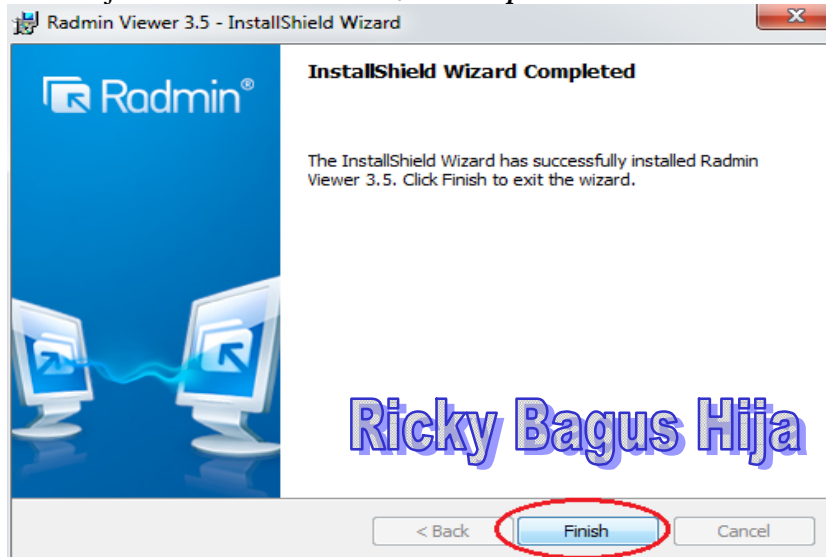 Radmin Viewer 3.5 - InstallShield Wizard
Radmin®
InstallShield Wizard Completed
The InstallShield Wizard has successfully installed Radmin
Viewer 3.5. Click Finish to exit the wizard.
Ricky Bagus Hija
< Back
Finish
Cancel